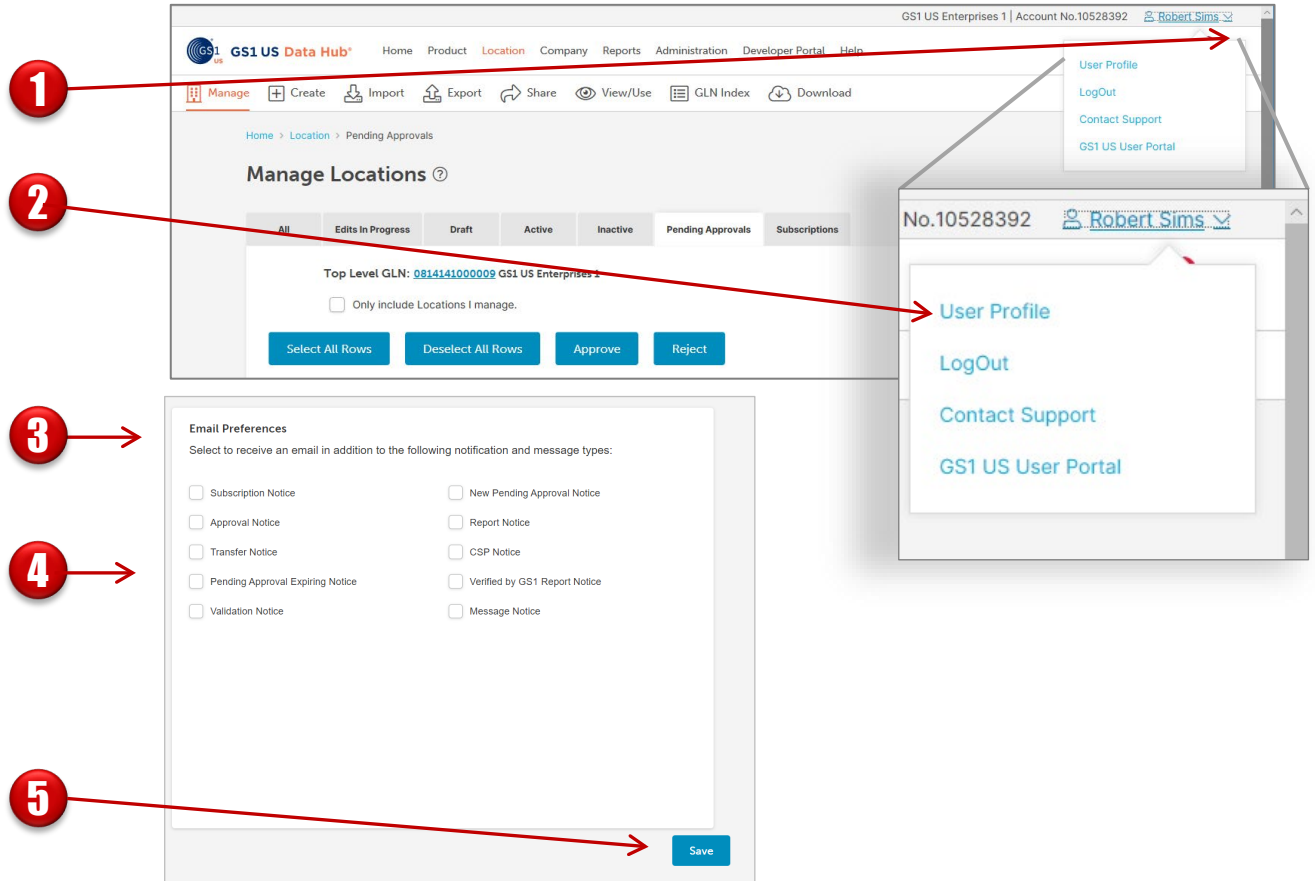 GS1 US Enterprises 1 | Account No.10528392 Robert Sims
GS1 US
GS1 US Data Hub® Home Product Location Company Reports Administration Developer Portal Help
User Profile
LogOut
Contact Support
GS1 US User Portal
1
Manage Create Import Export Share View/Use GLN Index Download
Home > Location > Pending Approvals
Manage Locations ?
2
All Edits In Progress Draft Active Inactive Pending Approvals Subscriptions
Top Level GLN: 0814141000009 GS1 US Enterprises 1
Only include Locations I manage.
Select All Rows Deselect All Rows Approve Reject
No.10528392 Robert Sims
User Profile
LogOut
Contact Support
GS1 US User Portal
3
Email Preferences
Select to receive an email in addition to the following notification and message types:
Subscription Notice New Pending Approval Notice
Approval Notice Report Notice
4
Transfer Notice CSP Notice
Pending Approval Expiring Notice Verified by GS1 Report Notice
Validation Notice Message Notice
5
Save